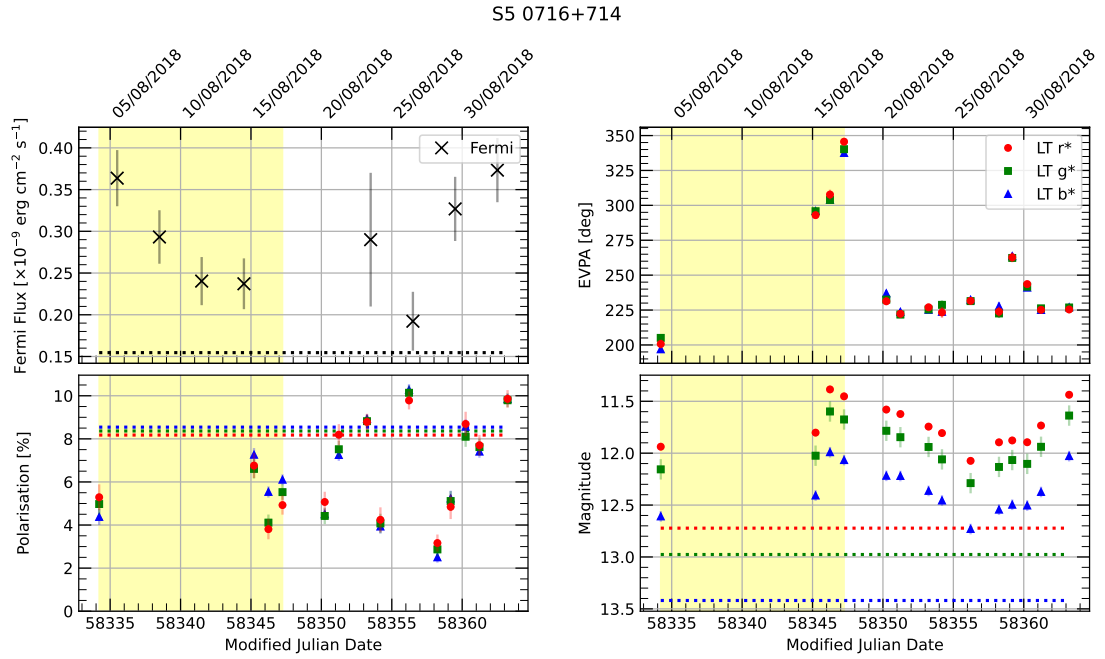 S5 0716+714
05/08/2018 10/08/2018 15/08/2018 20/08/2018 25/08/2018 30/08/2018
Fermi Flux [×10⁻⁹ erg cm⁻² s⁻¹]
0.40
0.35
0.30
0.25
0.20
0.15
Fermi
Polarisation [%]
10
8
6
4
2
0
58335 58340 58345 58350 58355 58360
Modified Julian Date
05/08/2018 10/08/2018 15/08/2018 20/08/2018 25/08/2018 30/08/2018
EVPA [deg]
350
325
300
275
250
225
200
LT r*
LT g*
LT b*
Magnitude
11.5
12.0
12.5
13.0
13.5
58335 58340 58345 58350 58355 58360
Modified Julian Date